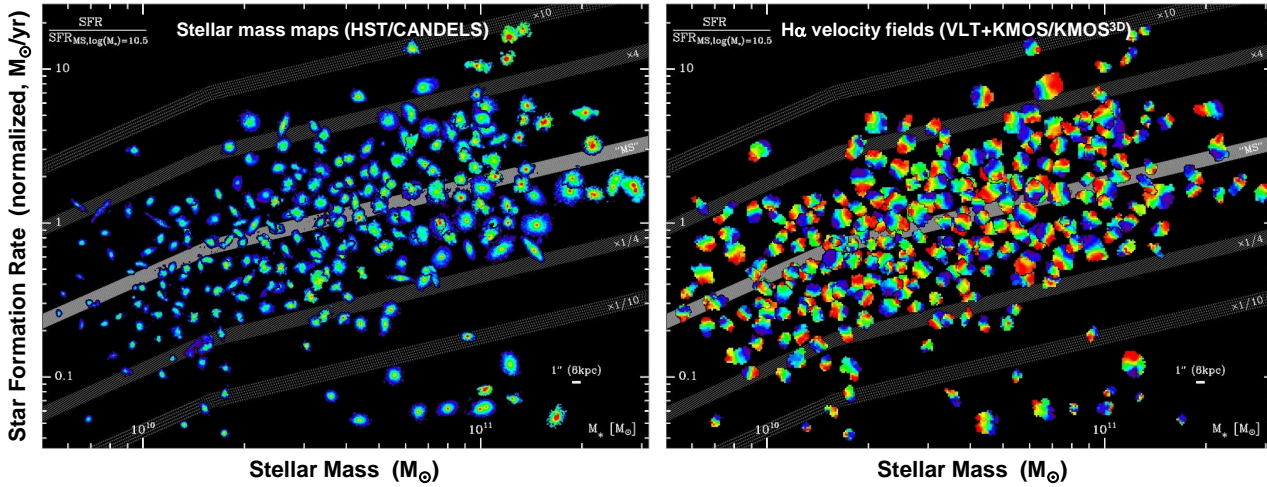 Star Formation Rate (normalized, M⊙/yr)
SFR
SFR_MS,log(M*)=10.5
Stellar mass maps (HST/CANDELS)
×10
×4
"MS"
×1/4
×1/10
10
1
0.1
1" (6kpc)
10^10
10^11
M* [M⊙]
Stellar Mass (M⊙)
SFR
SFR_MS,log(M*)=10.5
Hα velocity fields (VLT+KMOS/KMOS^3D)
×10
×4
"MS"
×1/4
×1/10
10
1
0.1
1" (6kpc)
10^10
10^11
M* [M⊙]
Stellar Mass (M⊙)